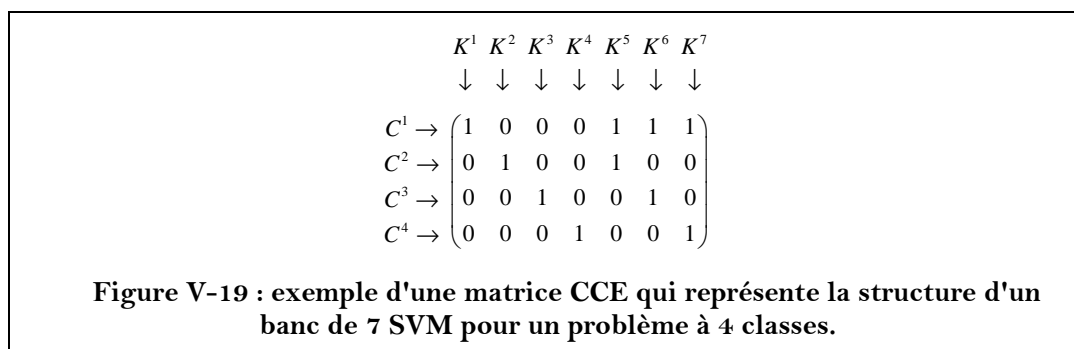 K¹ K² K³ K⁴ K⁵ K⁶ K⁷
↓ ↓ ↓ ↓ ↓ ↓ ↓
C¹ → (1 0 0 0 1 1 1)
C² → (0 1 0 0 1 0 0)
C³ → (0 0 1 0 0 1 0)
C⁴ → (0 0 0 1 0 0 1)
Figure V-19 : exemple d'une matrice CCE qui représente la structure d'un
banc de 7 SVM pour un problème à 4 classes.